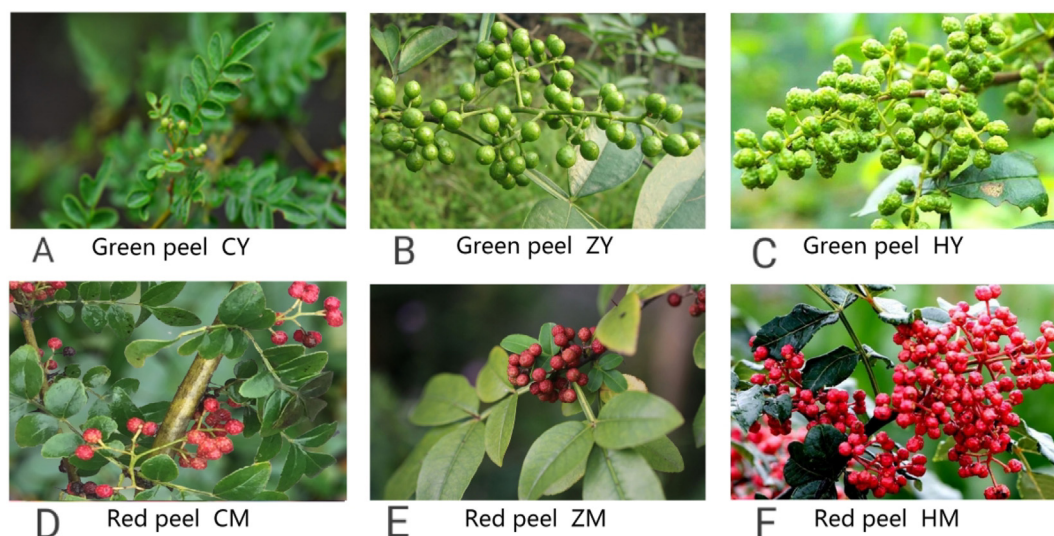 A Green peel CY
B Green peel ZY
C Green peel HY
D Red peel CM
E Red peel ZM
F Red peel HM